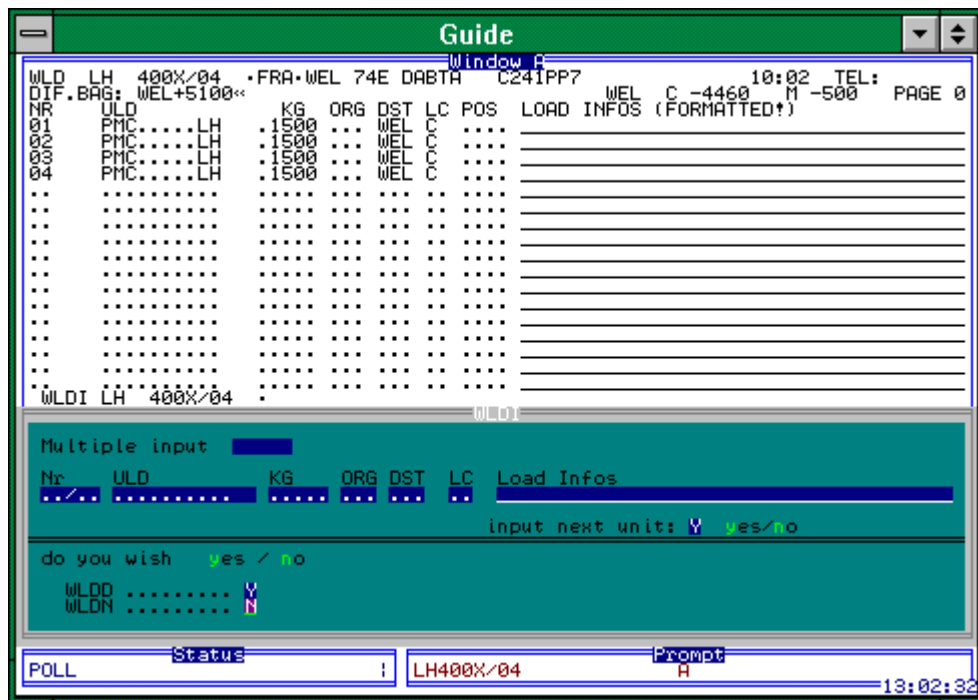 Guide
Window A
WLD LH 400X/04 .FRA.WEL 74E DABTA C24IPP7 10:02 TEL:
DIF.BAG: WEL+5100« WEL C -4460 M -500 PAGE 0
NR ULD KG ORG DST LC POS LOAD INFOS (FORMATTED!)
01 PMC.....LH .1500 ... WEL C ....
02 PMC.....LH .1500 ... WEL C ....
03 PMC.....LH .1500 ... WEL C ....
04 PMC.....LH .1500 ... WEL C ....
.. .......... ..... ... ... .. ....
.. .......... ..... ... ... .. ....
.. .......... ..... ... ... .. ....
.. .......... ..... ... ... .. ....
.. .......... ..... ... ... .. ....
.. .......... ..... ... ... .. ....
.. .......... ..... ... ... .. ....
.. .......... ..... ... ... .. ....
.. .......... ..... ... ... .. ....
.. .......... ..... ... ... .. ....
.. .......... ..... ... ... .. ....
.. .......... ..... ... ... .. ....
.. .......... ..... ... ... .. ....
WLDI LH 400X/04 .
WLDI
Multiple input
Nr ULD KG ORG DST LC Load Infos
../.. .......... ..... ... ... ..
input next unit: Y yes/no
do you wish yes / no
WLDD ......... Y
WLDN ......... N
Status Prompt
POLL LH400X/04 A
13:02:32